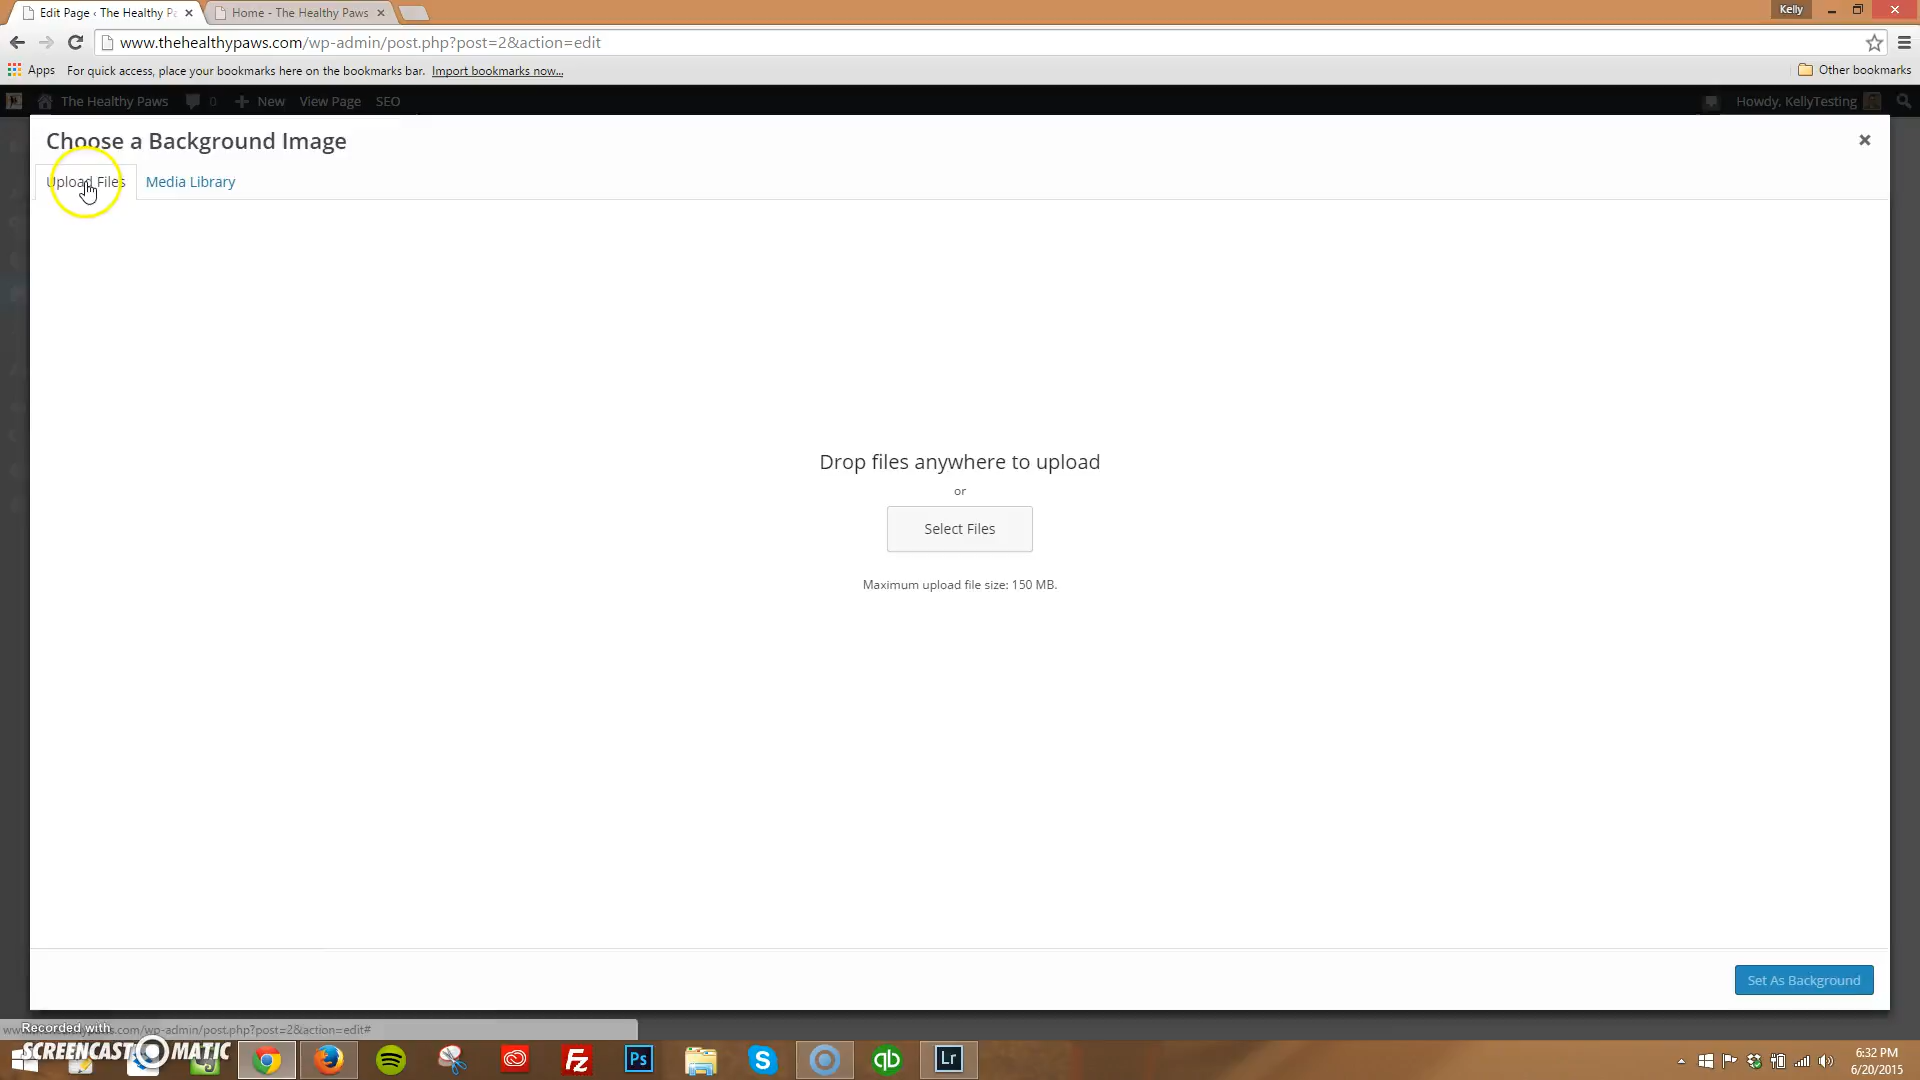 Edit Page ‹ The Healthy Pa
Home - The Healthy Paws
Kelly
www.thehealthypaws.com/wp-admin/post.php?post=2&action=edit
Apps
For quick access, place your bookmarks here on the bookmarks bar. Import bookmarks now...
Other bookmarks
The Healthy Paws
0
New
View Page
SEO
Howdy, KellyTesting
Choose a Background Image
Upload Files
Media Library
Drop files anywhere to upload
or
Select Files
Maximum upload file size: 150 MB.
Set As Background
.com/wp-admin/post.php?post=2&action=edit#
Recorded with
SCREENCAST MATIC
Fz
Ps
S
qb
Lr
6:32 PM
6/20/2015